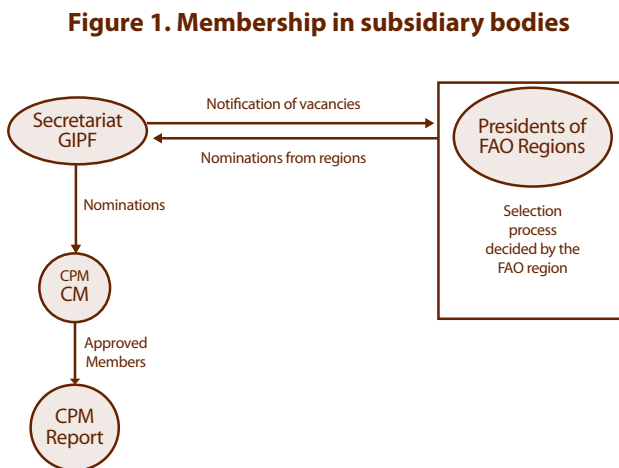 Figure 1. Membership in subsidiary bodies
Secretariat
GIPF
Notification of vacancies
Nominations from regions
Presidents of
FAO Regions
Selection
process
decided by the
FAO region
Nominations
CPM
CM
Approved
Members
CPM
Report